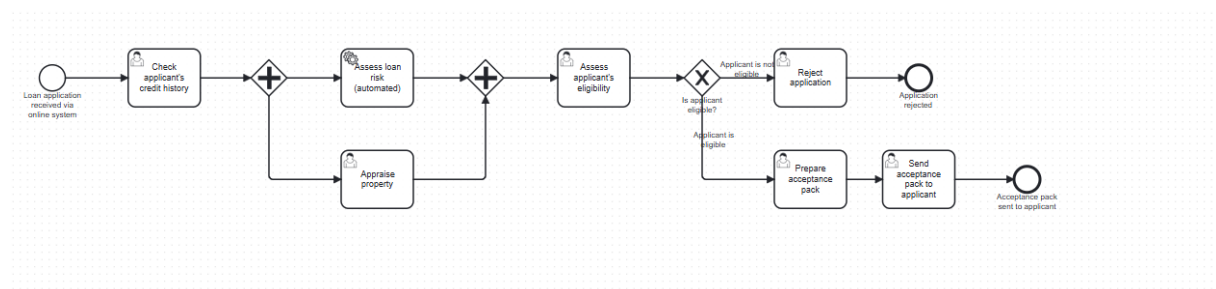 Loan application
received via
online system
Check
applicant's
credit history
Assess loan
risk
(automated)
Appraise
property
Assess
applicant's
eligibility
Is applicant
eligible?
Applicant is not
eligible
Reject
application
Application
rejected
Applicant is
eligible
Prepare
acceptance
pack
Send
acceptance
pack to
applicant
Acceptance pack
sent to applicant